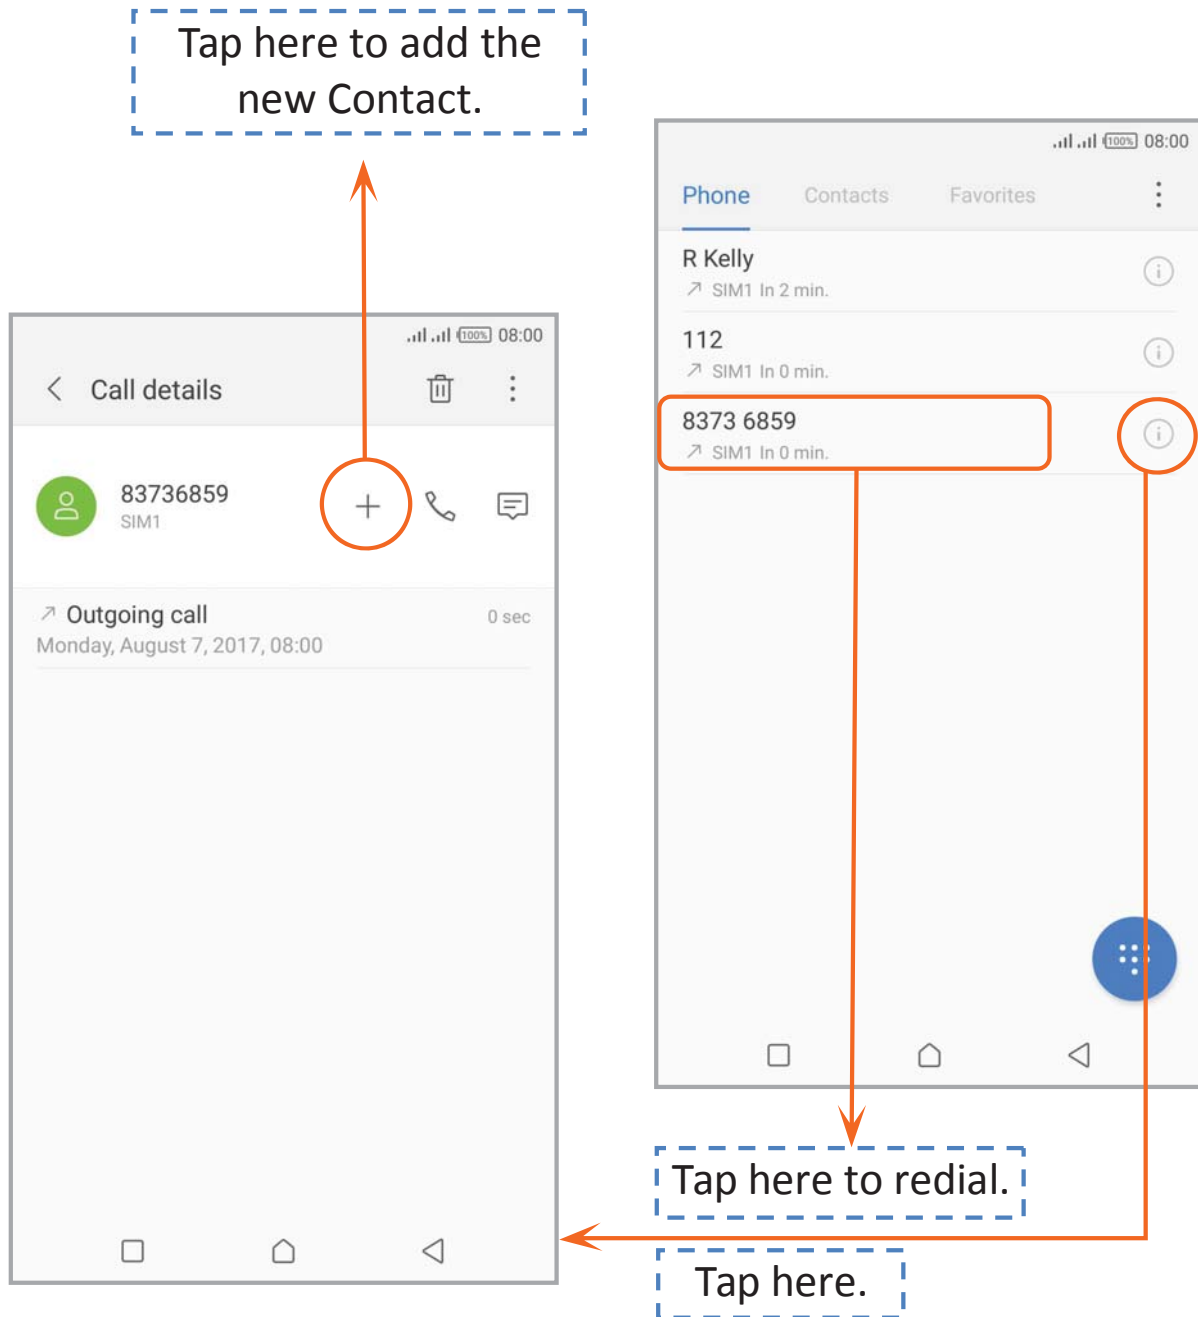 Tap here to add the
new Contact.
100% 08:00
Call details
83736859
SIM1
Outgoing call
0 sec
Monday, August 7, 2017, 08:00
100% 08:00
Phone
Contacts
Favorites
R Kelly
SIM1 In 2 min.
112
SIM1 In 0 min.
8373 6859
SIM1 In 0 min.
Tap here to redial.
Tap here.